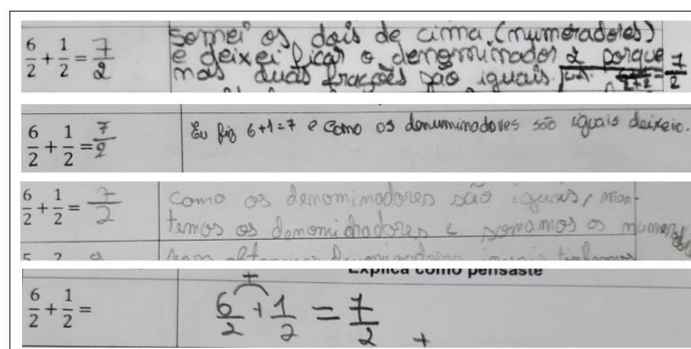 6/2 + 1/2 = 7/2
Somei os dois de cima (numeradores)
e deixei ficar o denominador 2 porque
nas duas frações são iguais. 7/2
6/2 + 1/2 = 7/2
Eu fiz 6+1=7 e como os denuminadores são iguais deixei-o.
6/2 + 1/2 = 7/2
Como os denominadores são iguais, man-
temos os denominadores e somamos os numerad
Explica como pensaste
6/2 + 1/2 =
+
6/2 + 1/2 = 7/2
+